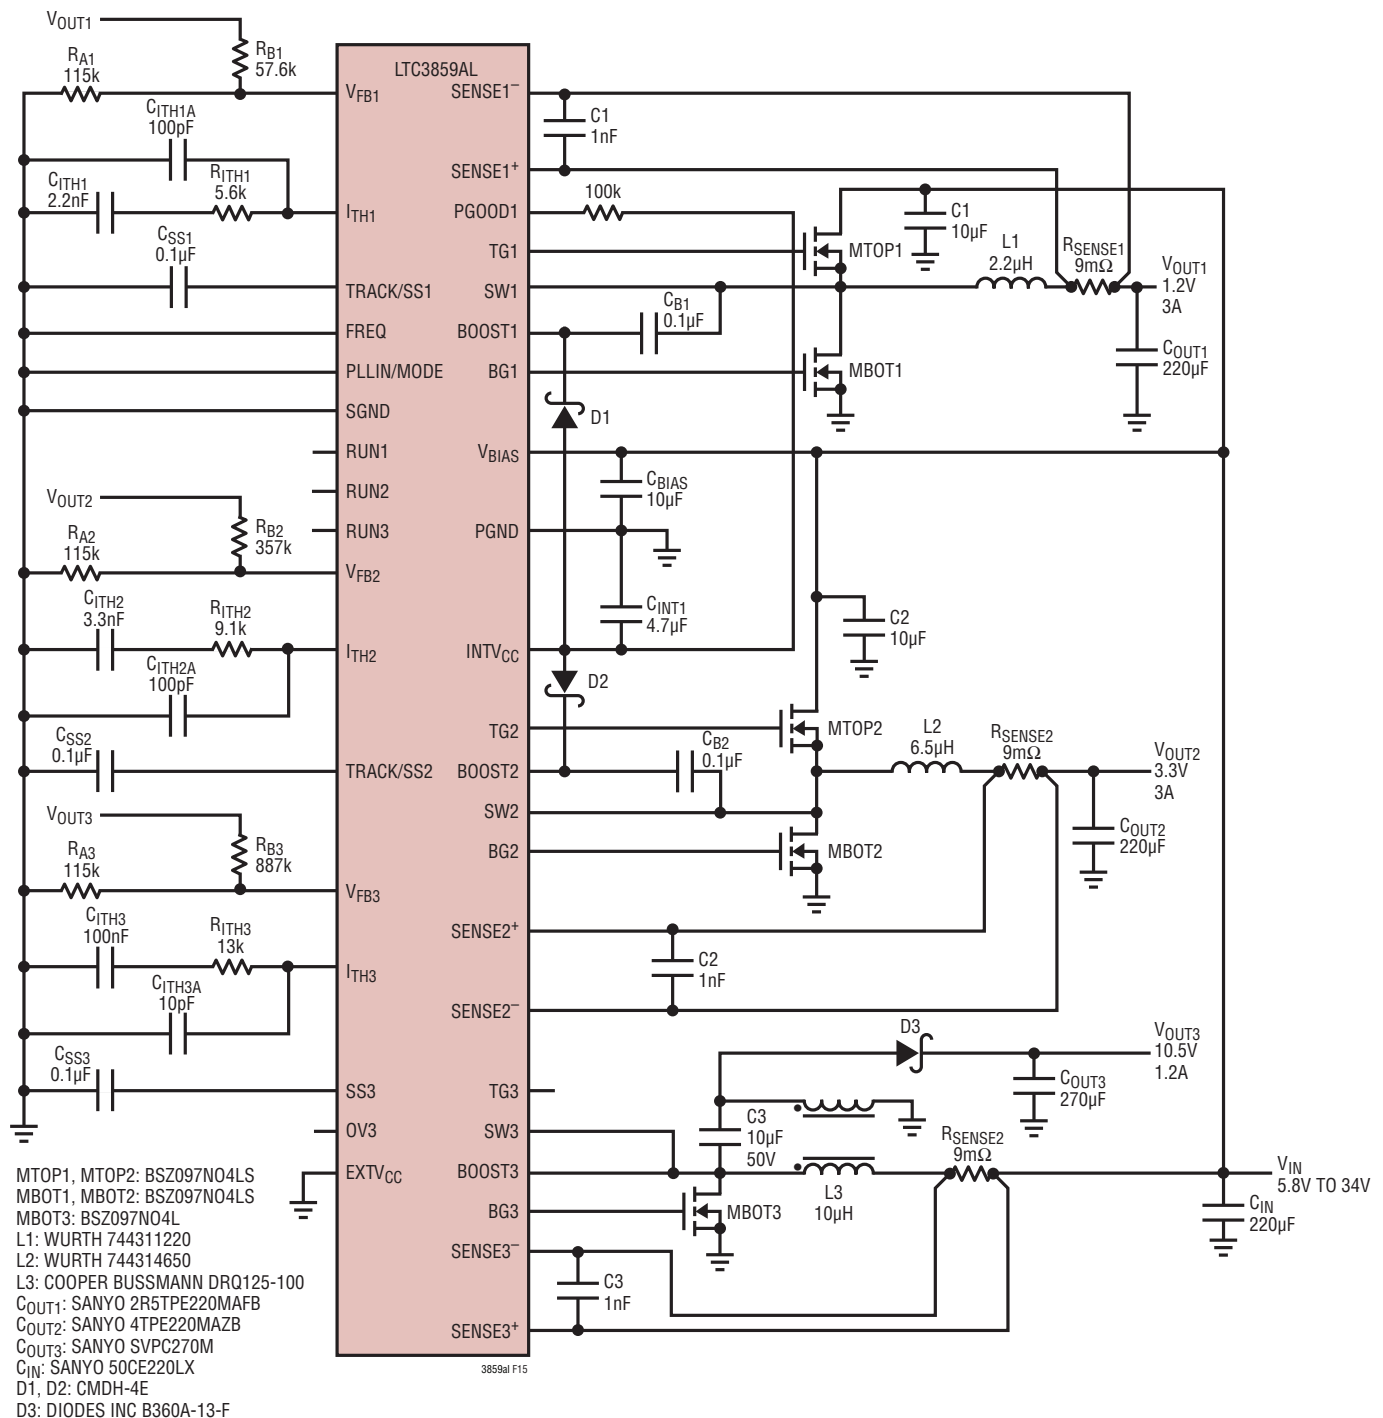 VOUT1
RA1
115k
RB1
57.6k
CITH1A
100pF
CITH1
2.2nF
RITH1
5.6k
CSS1
0.1µF
VOUT2
RA2
115k
RB2
357k
CITH2
3.3nF
RITH2
9.1k
CITH2A
100pF
CSS2
0.1µF
VOUT3
RA3
115k
RB3
887k
CITH3
100nF
RITH3
13k
CITH3A
10pF
CSS3
0.1µF
LTC3859AL
VFB1
ITH1
TRACK/SS1
FREQ
PLLIN/MODE
SGND
RUN1
RUN2
RUN3
VFB2
ITH2
TRACK/SS2
VFB3
ITH3
SS3
OV3
EXTVCC
SENSE1–
SENSE1+
PGOOD1
TG1
SW1
BOOST1
BG1
VBIAS
PGND
INTVCC
TG2
BOOST2
SW2
BG2
SENSE2+
SENSE2–
TG3
SW3
BOOST3
BG3
SENSE3–
SENSE3+
C1
1nF
100k
C1
10µF
MTOP1
L1
2.2µH
RSENSE1
9mΩ
VOUT1
1.2V
3A
CB1
0.1µF
MBOT1
COUT1
220µF
D1
CBIAS
10µF
CINT1
4.7µF
C2
10µF
D2
MTOP2
L2
6.5µH
RSENSE2
9mΩ
VOUT2
3.3V
3A
CB2
0.1µF
MBOT2
COUT2
220µF
C2
1nF
D3
VOUT3
10.5V
1.2A
COUT3
270µF
C3
10µF
50V
RSENSE2
9mΩ
L3
10µH
MBOT3
VIN
5.8V TO 34V
CIN
220µF
C3
1nF
MTOP1, MTOP2: BSZ097NO4LS
MBOT1, MBOT2: BSZ097NO4LS
MBOT3: BSZ097NO4L
L1: WURTH 744311220
L2: WURTH 744314650
L3: COOPER BUSSMANN DRQ125-100
COUT1: SANYO 2R5TPE220MAFB
COUT2: SANYO 4TPE220MAZB
COUT3: SANYO SVPC270M
CIN: SANYO 50CE220LX
D1, D2: CMDH-4E
D3: DIODES INC B360A-13-F
3859al F15